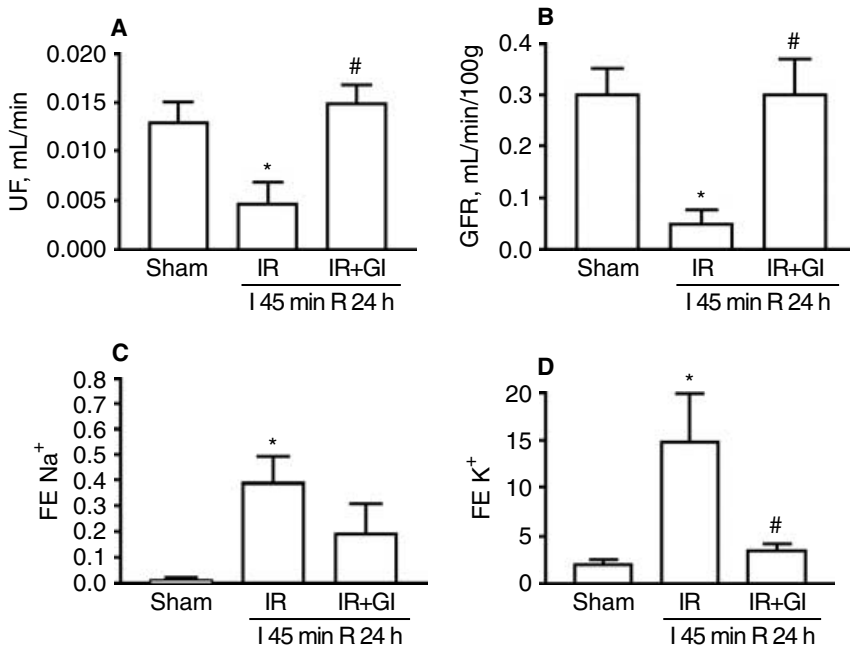 A
UF, mL/min
0.020
0.015
0.010
0.005
0.000
*
#
Sham IR IR+GI
I 45 min R 24 h
B
GFR, mL/min/100g
0.4
0.3
0.2
0.1
0.0
*
#
Sham IR IR+GI
I 45 min R 24 h
C
FE Na⁺
0.8
0.7
0.6
0.5
0.4
0.3
0.2
0.1
0.0
*
Sham IR IR+GI
I 45 min R 24 h
D
FE K⁺
20
15
10
5
0
*
#
Sham IR IR+GI
I 45 min R 24 h